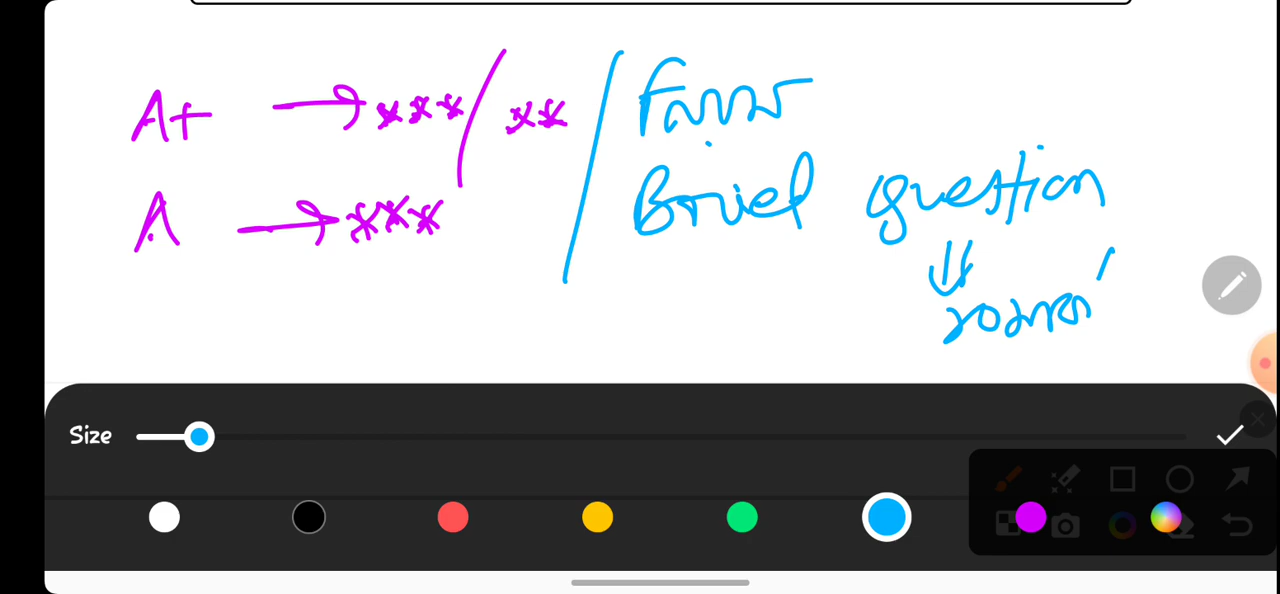 A+ → *** / ** /
A → ***
Brief question
Size